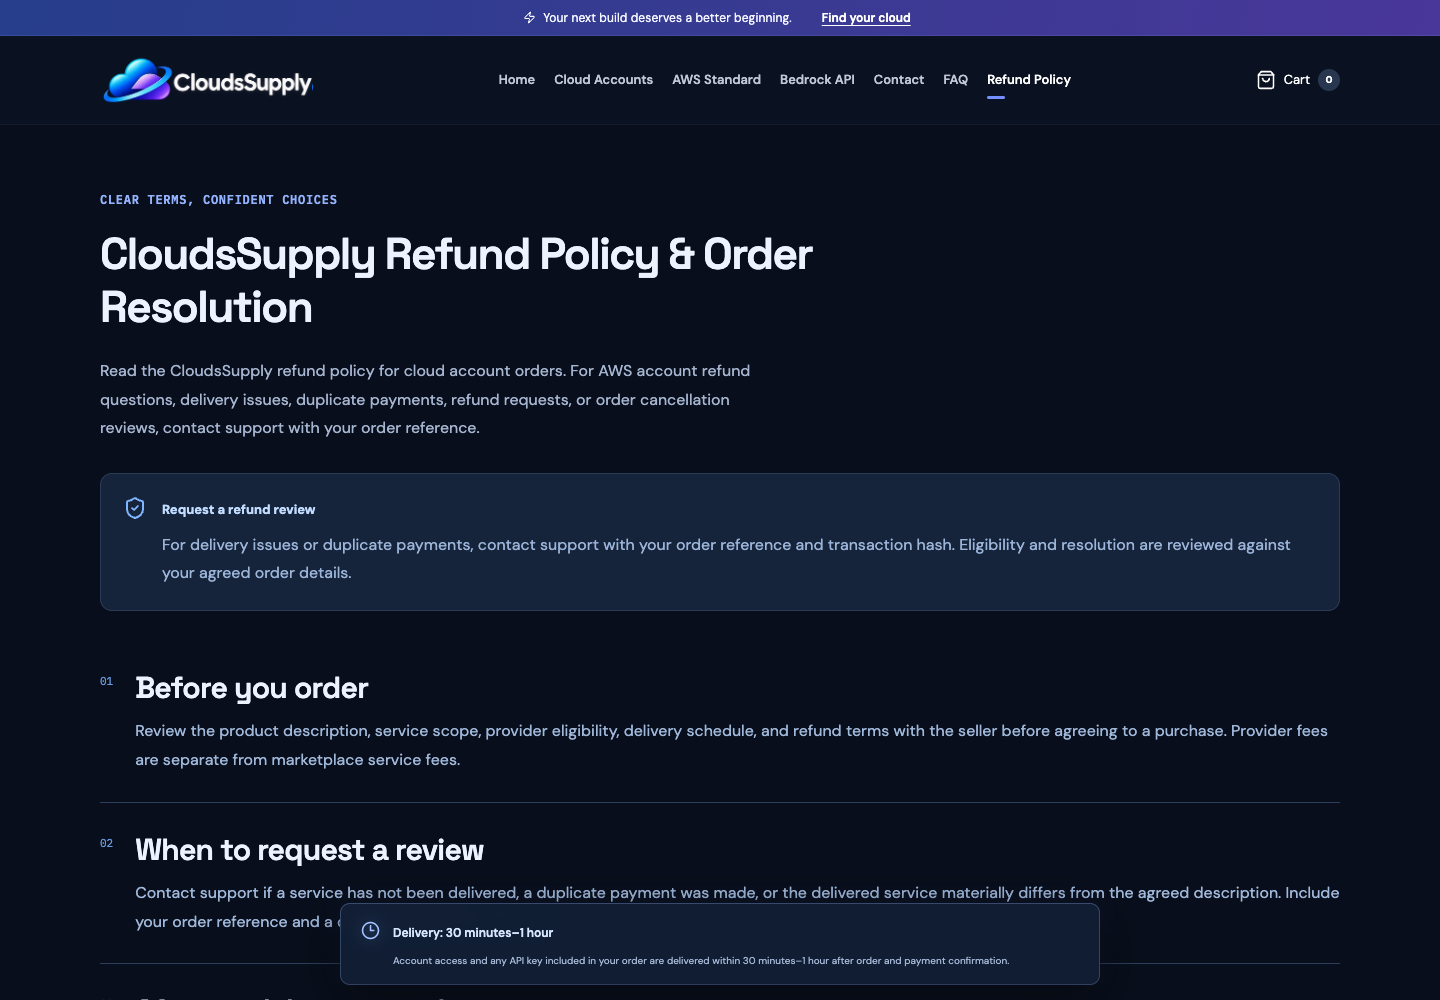 Your next build deserves a better beginning. Find your cloud
CloudsSupply
Home Cloud Accounts AWS Standard Bedrock API Contact FAQ Refund Policy
Cart 0
CLEAR TERMS, CONFIDENT CHOICES
CloudsSupply Refund Policy & Order
Resolution
Read the CloudsSupply refund policy for cloud account orders. For AWS account refund
questions, delivery issues, duplicate payments, refund requests, or order cancellation
reviews, contact support with your order reference.
Request a refund review
For delivery issues or duplicate payments, contact support with your order reference and transaction hash. Eligibility and resolution are reviewed against
your agreed order details.
01 Before you order
Review the product description, service scope, provider eligibility, delivery schedule, and refund terms with the seller before agreeing to a purchase. Provider fees
are separate from marketplace service fees.
02 When to request a review
Contact support if a service has not been delivered, a duplicate payment was made, or the delivered service materially differs from the agreed description. Include
your order reference and a
Delivery: 30 minutes–1 hour
Account access and any API key included in your order are delivered within 30 minutes–1 hour after order and payment confirmation.